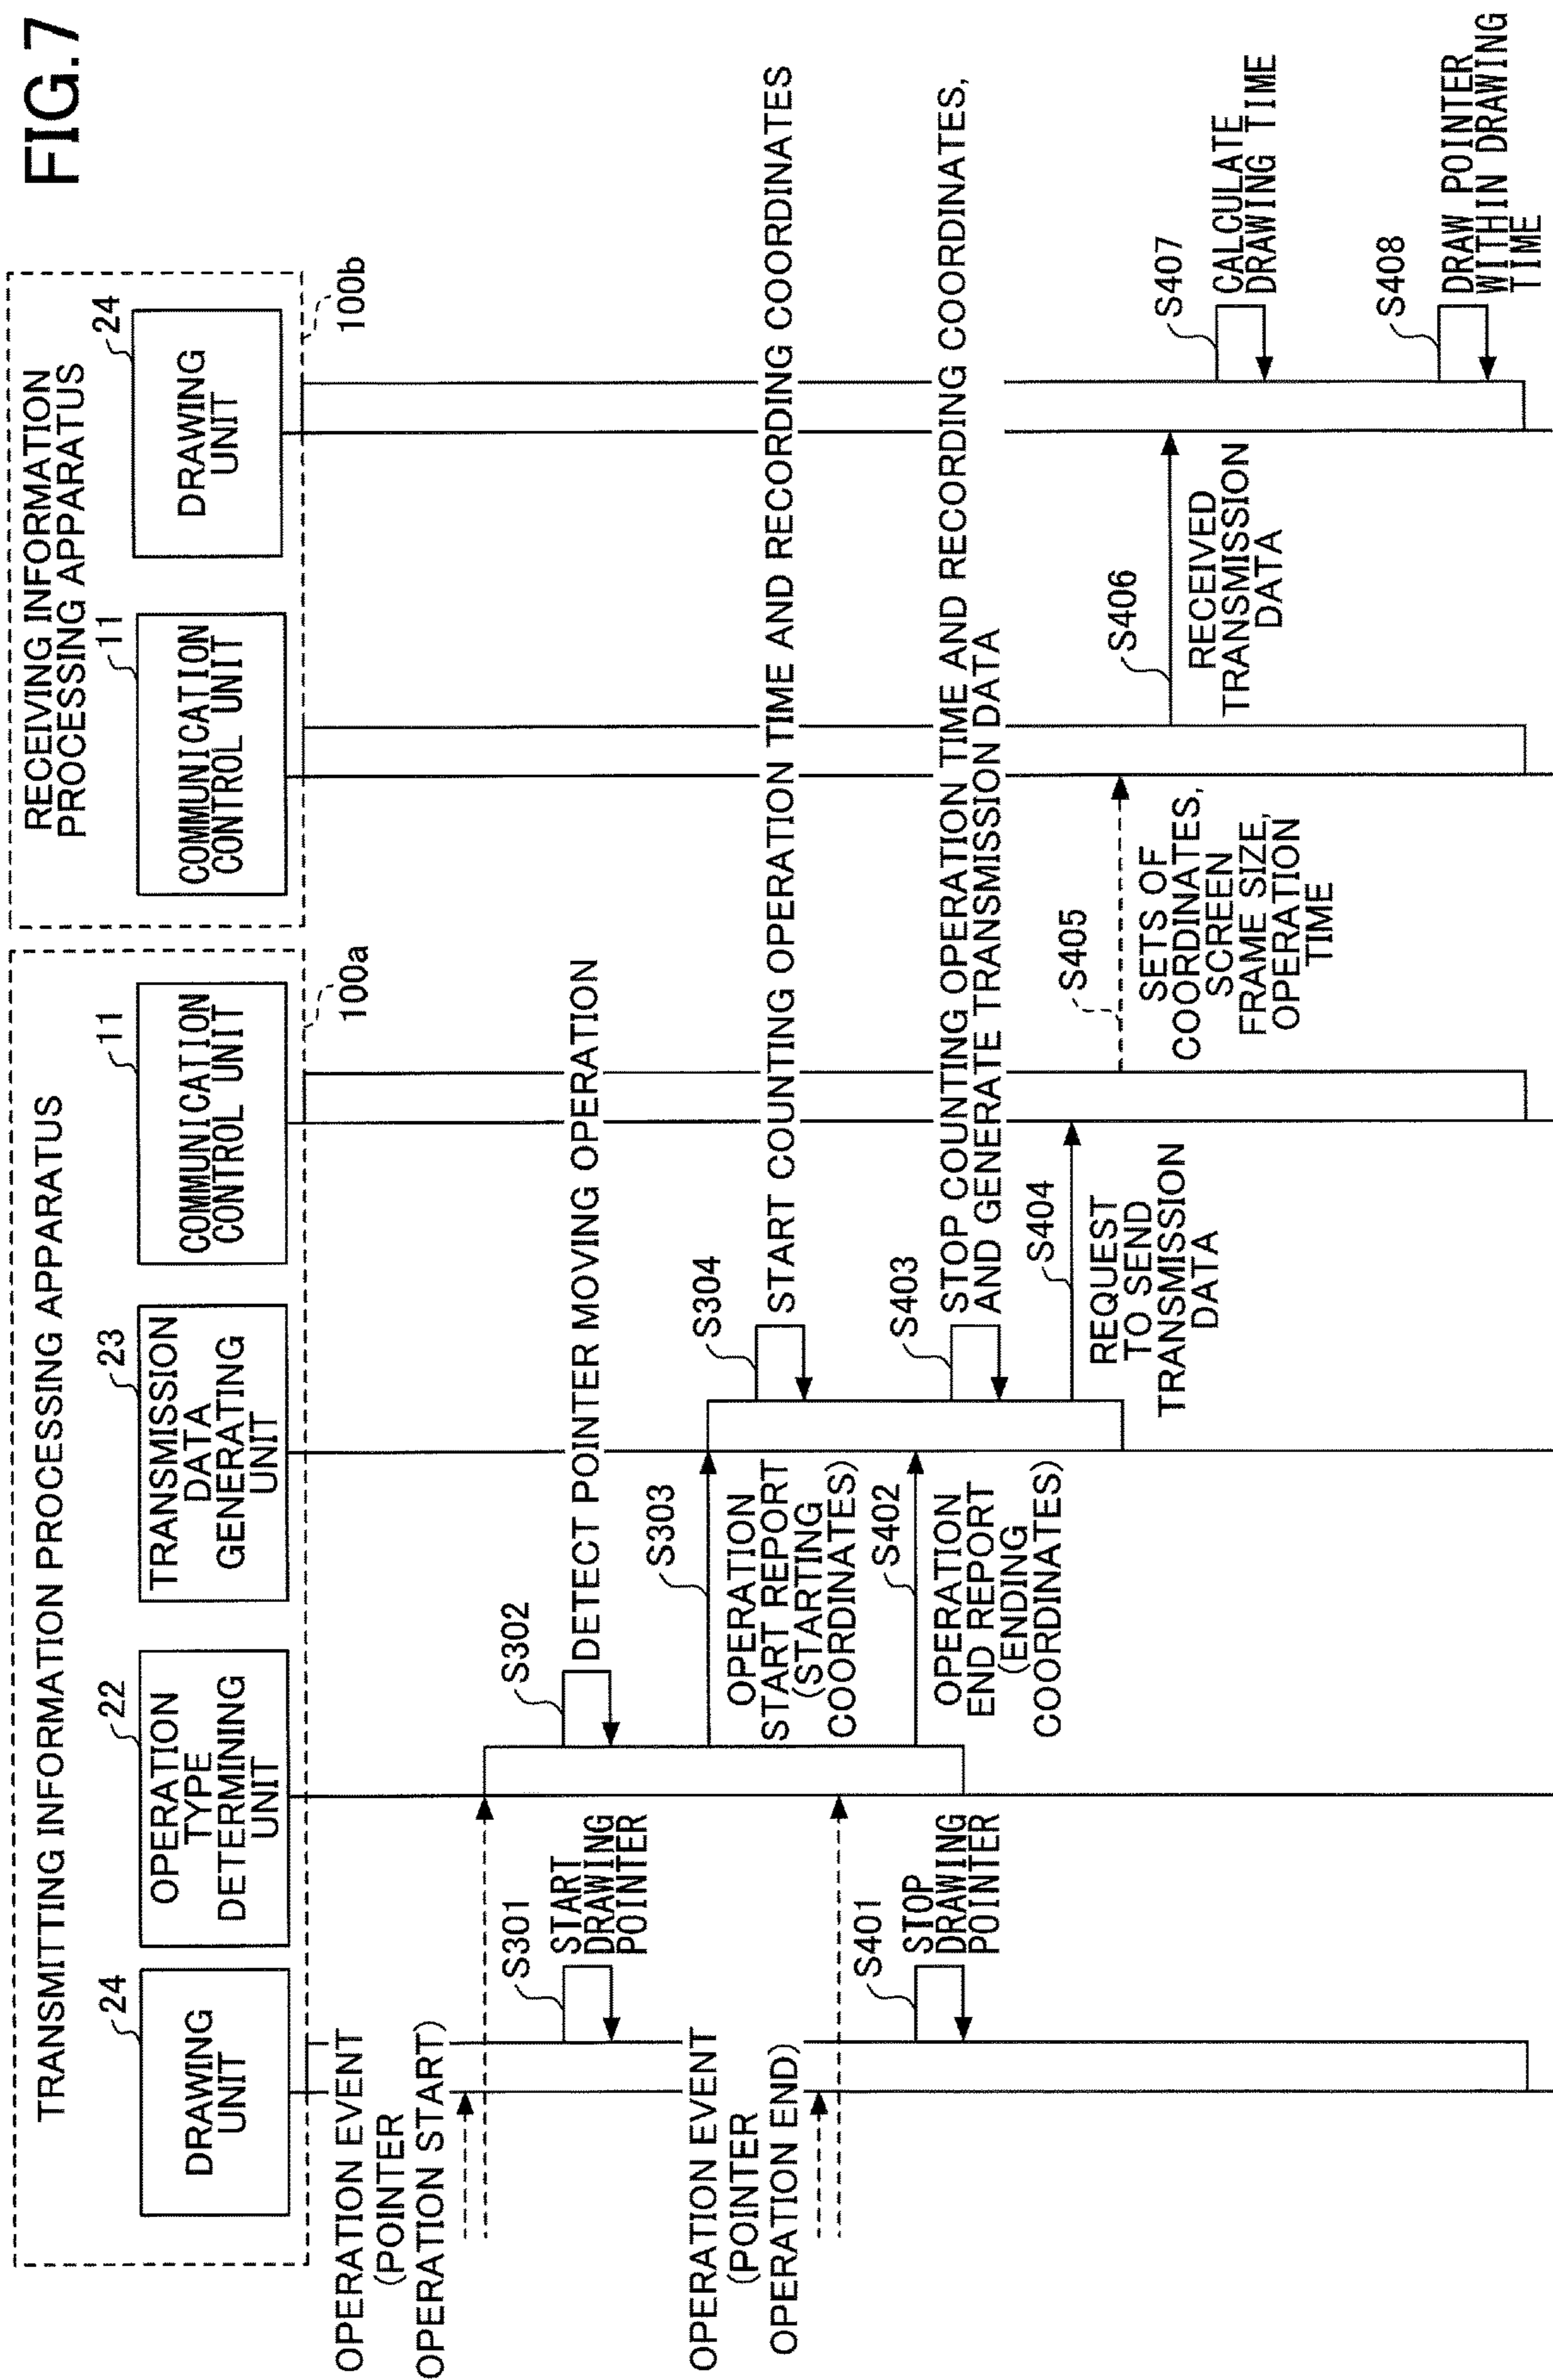 FIG.7
TRANSMITTING INFORMATION PROCESSING APPARATUS
RECEIVING INFORMATION
PROCESSING APPARATUS
24
DRAWING
UNIT
22
OPERATION
TYPE
DETERMINING
UNIT
23
TRANSMISSION
DATA
GENERATING
UNIT
11
COMMUNICATION
CONTROL UNIT
100a
11
COMMUNICATION
CONTROL UNIT
24
DRAWING
UNIT
100b
OPERATION EVENT
(POINTER
OPERATION START)
S301
START
DRAWING
POINTER
S302
DETECT POINTER MOVING OPERATION
S303
OPERATION
START REPORT
(STARTING
COORDINATES)
S304
START COUNTING OPERATION TIME AND RECORDING COORDINATES
OPERATION EVENT
(POINTER
OPERATION END)
S401
STOP
DRAWING
POINTER
S402
OPERATION
END REPORT
(ENDING
COORDINATES)
S403
STOP COUNTING OPERATION TIME AND RECORDING COORDINATES,
AND GENERATE TRANSMISSION DATA
S404
REQUEST
TO SEND
TRANSMISSION
DATA
S405
SETS OF
COORDINATES,
SCREEN
FRAME SIZE,
OPERATION
TIME
S406
RECEIVED
TRANSMISSION
DATA
S407
CALCULATE
DRAWING TIME
S408
DRAW POINTER
WITHIN DRAWING
TIME